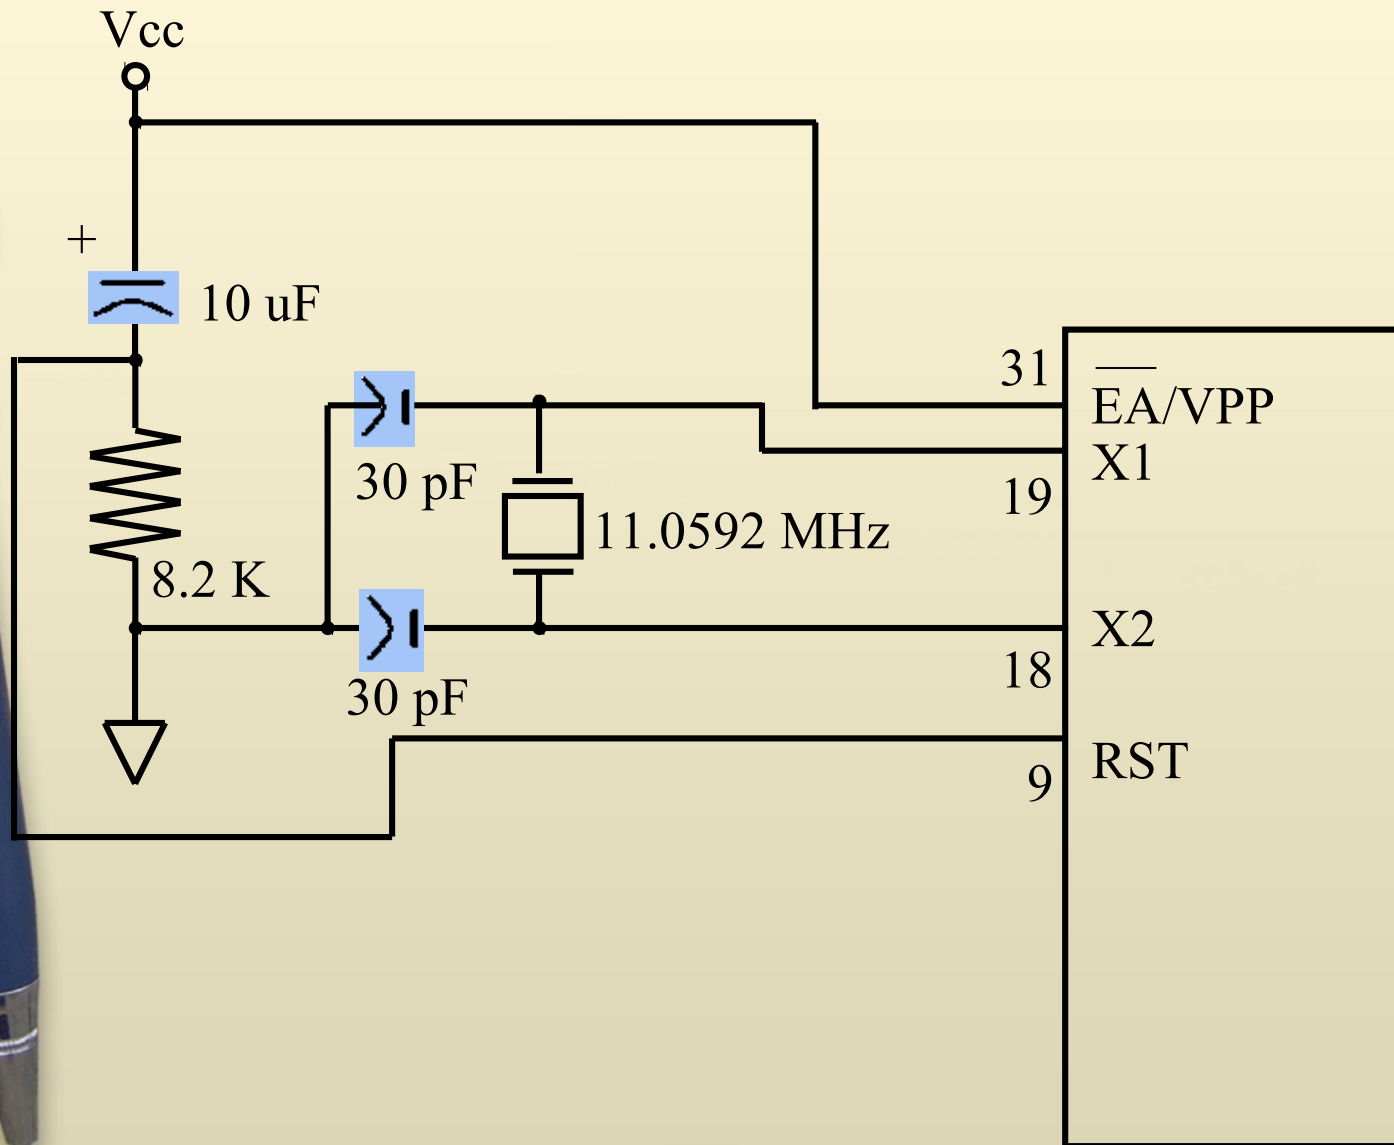 Vcc
+
10 uF
31
EA/VPP
X1
30 pF
19
11.0592 MHz
8.2 K
X2
18
30 pF
RST
9